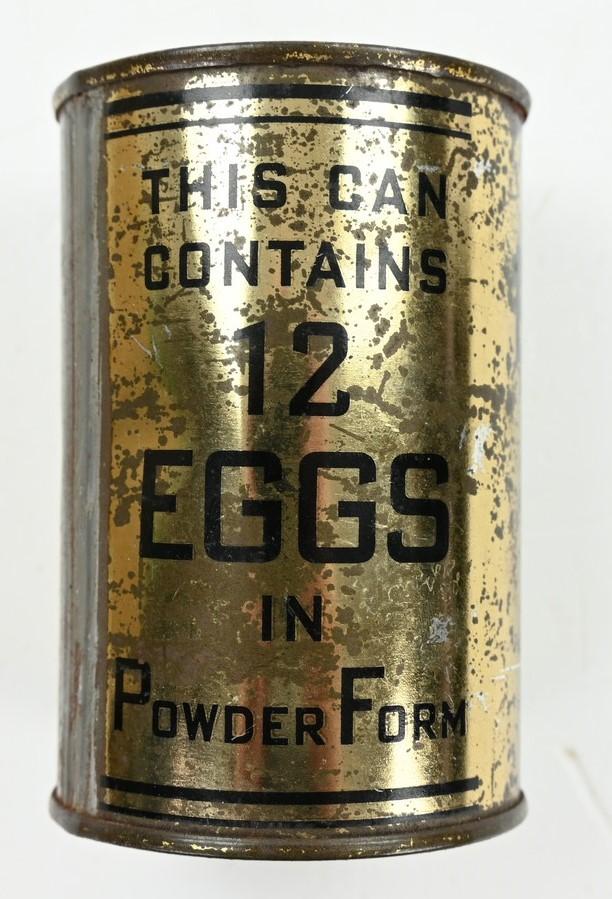 THIS CAN
CONTAINS
12
EGGS
IN
POWDER FORM